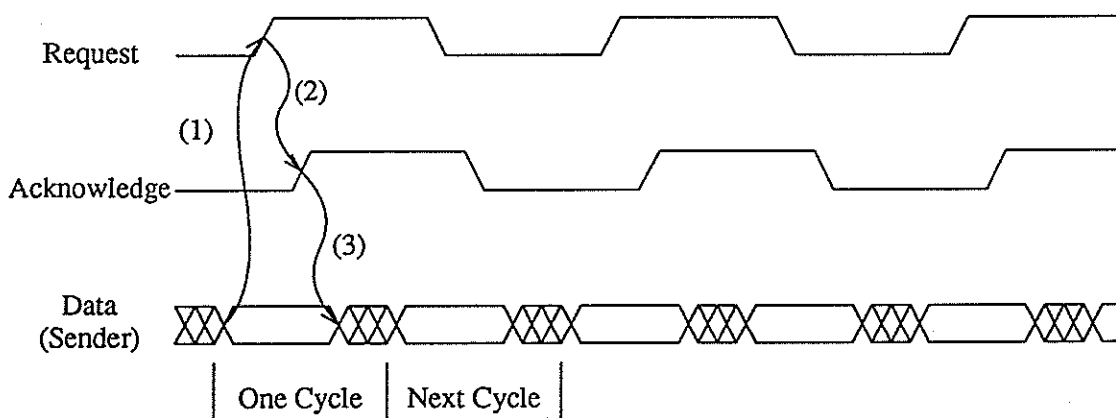 Request
(1)
(2)
Acknowledge
(3)
Data
(Sender)
One Cycle
Next Cycle